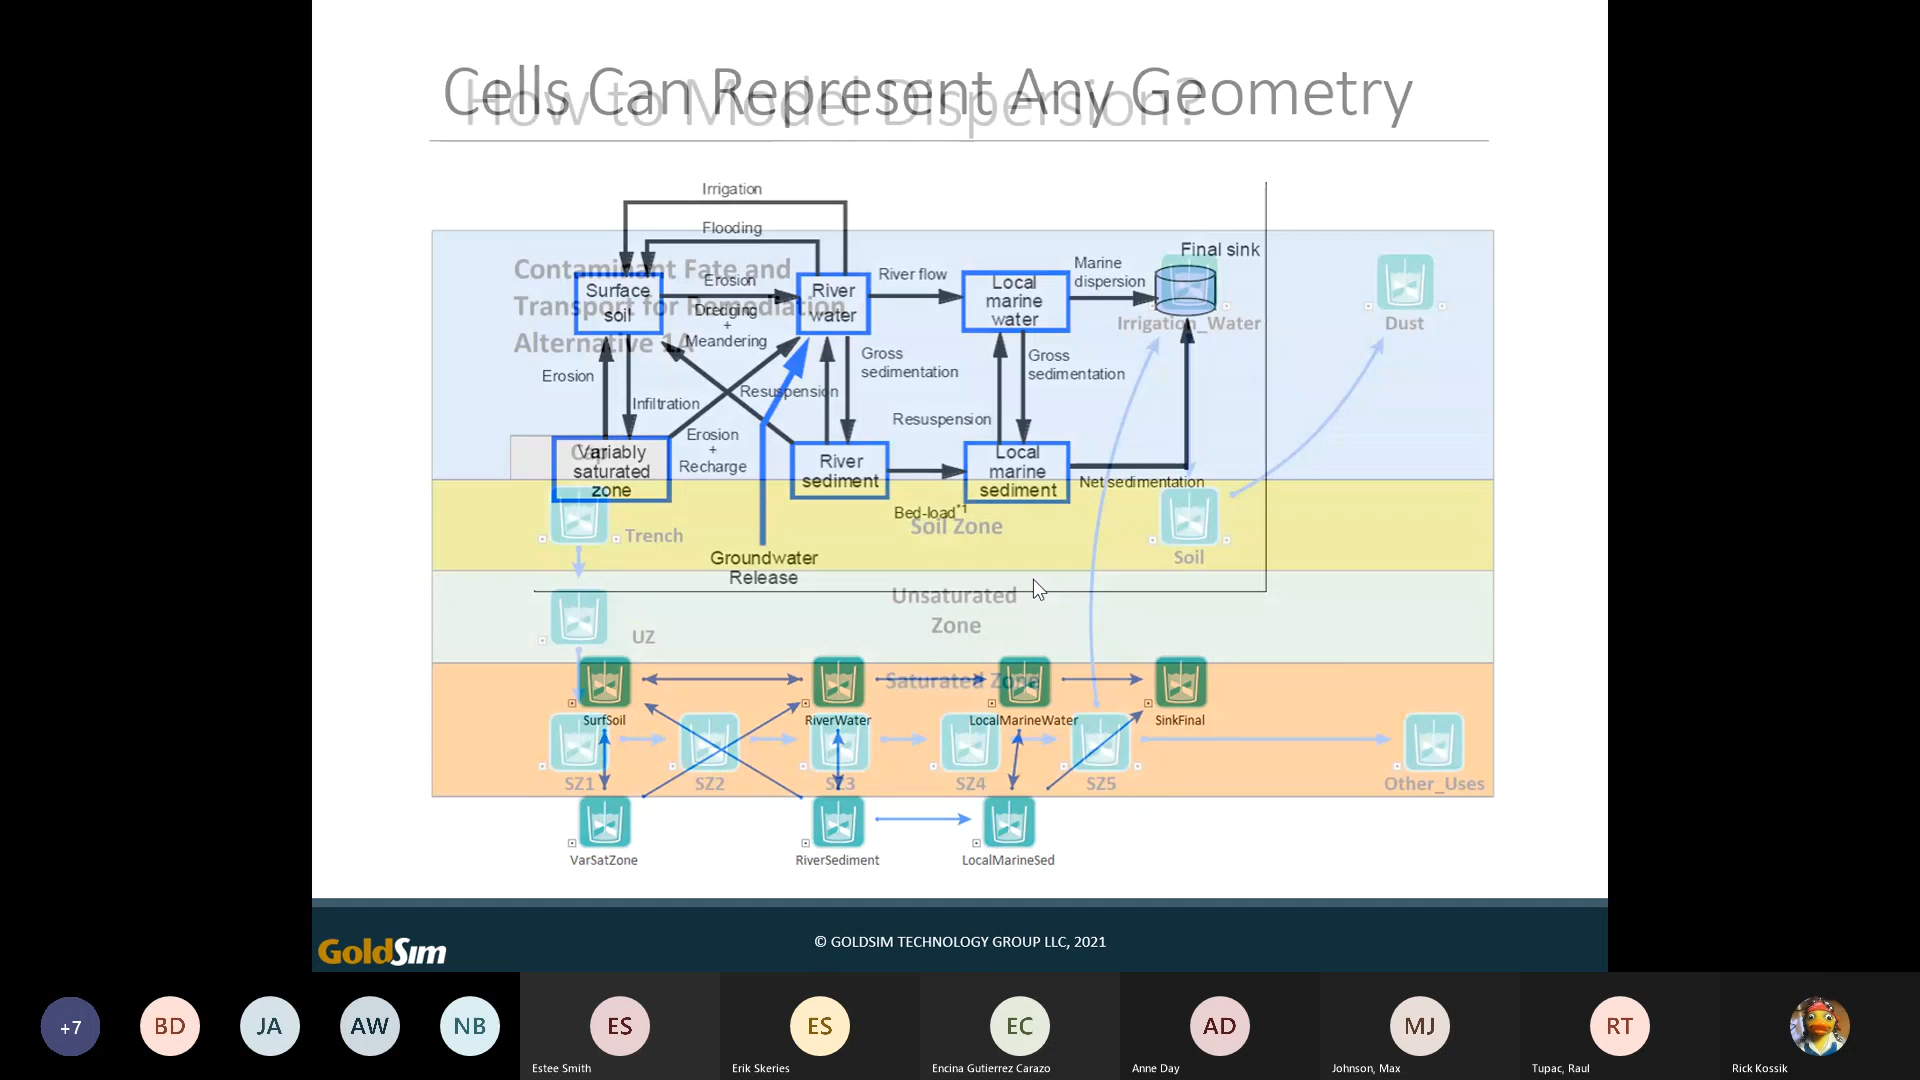 Cells Can Represent Any Geometry
How to Model Dispersion?
Irrigation
Flooding
Contaminant Fate and
Transport for Remediation
Alternative 1A
Surface
soil
Erosion
Dredging
+
Meandering
River
water
River flow
Local
marine
water
Marine
dispersion
Final sink
Irrigation_Water
Dust
Erosion
Infiltration
Resuspension
Gross
sedimentation
Gross
sedimentation
Resuspension
Erosion
+
Recharge
Cap
Variably
saturated
zone
River
sediment
Local
marine
sediment
Net sedimentation
Bed-load*1
Soil Zone
Trench
Soil
Groundwater
Release
Unsaturated
Zone
UZ
Saturated Zone
SurfSoil
RiverWater
LocalMarineWater
SinkFinal
SZ1
SZ2
SZ3
SZ4
SZ5
Other_Uses
VarSatZone
RiverSediment
LocalMarineSed
GoldSim
© GOLDSIM TECHNOLOGY GROUP LLC, 2021
+7
BD
JA
AW
NB
ES
ES
EC
AD
MJ
RT
Estee Smith
Erik Skeries
Encina Gutierrez Carazo
Anne Day
Johnson, Max
Tupac, Raul
Rick Kossik